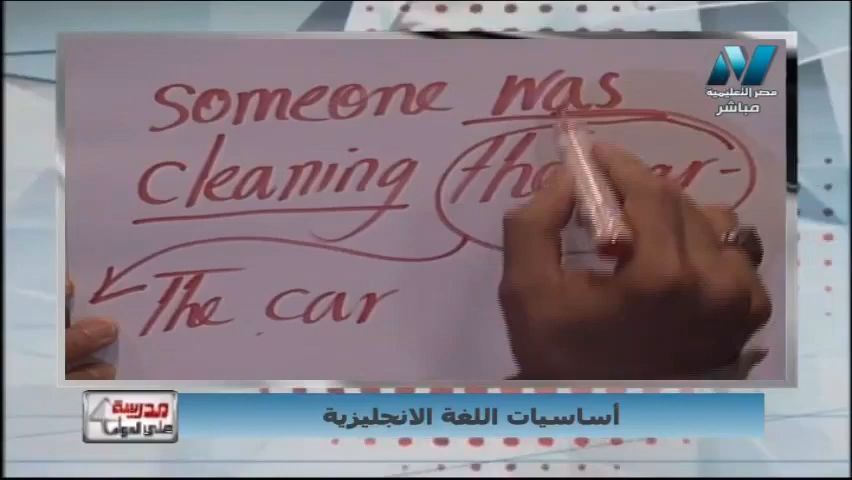 مصر التعليمية
مباشر
Someone was
cleaning
The car
مدرسة
على الهواء
أساسيات اللغة الانجليزية